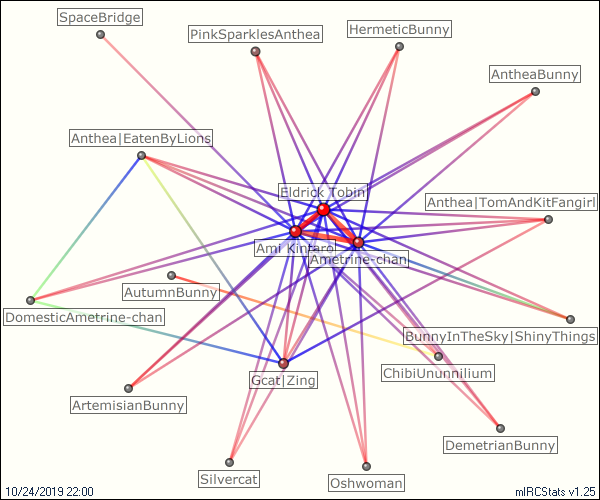 SpaceBridge
PinkSparklesAnthea
HermeticBunny
AntheaBunny
Anthea|EatenByLions
Eldrick Tobin
Anthea|TomAndKitFangirl
Ami Kintaro
Ametrine-chan
AutumnBunny
DomesticAmetrine-chan
BunnyInTheSky|ShinyThings
Gcat|Zing
ChibiUnunnilium
ArtemisianBunny
DemetrianBunny
Silvercat
Oshwoman
10/24/2019 22:00
mIRCStats v1.25